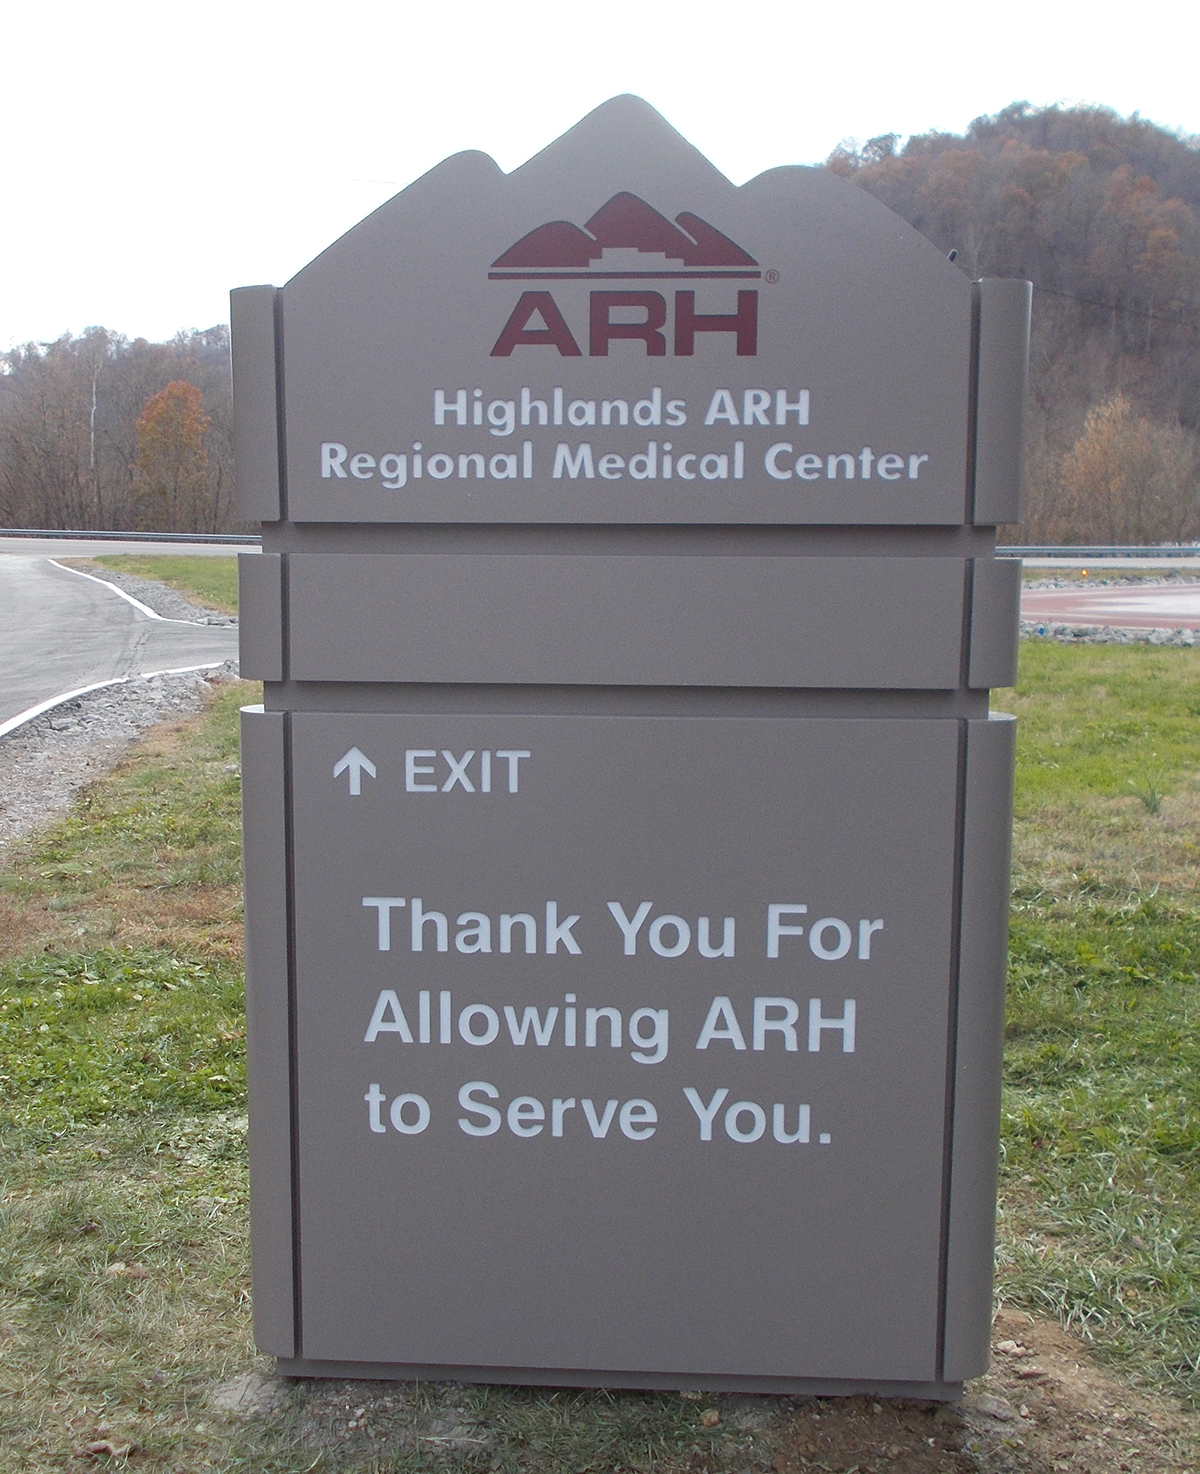 ARH®
Highlands ARH
Regional Medical Center
↑ EXIT
Thank You For
Allowing ARH
to Serve You.